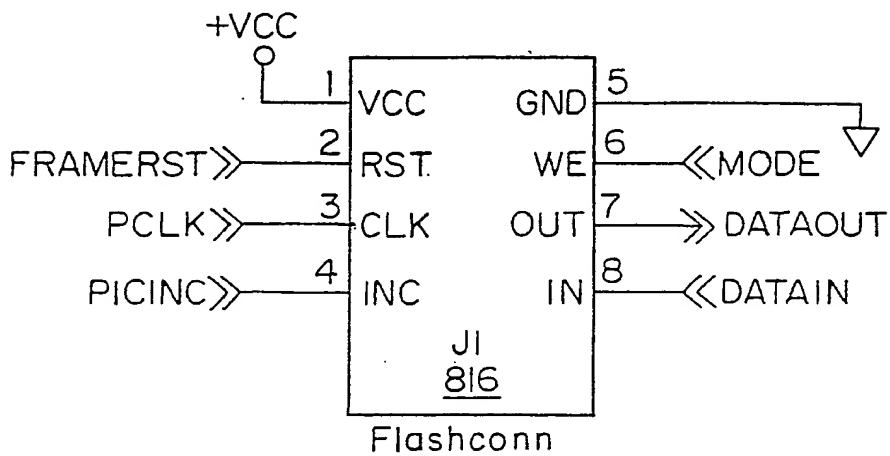 +VCC
1 VCC GND 5
FRAMERST 2 RST. WE 6 MODE
PCLK 3 CLK OUT 7 DATAOUT
PICINC 4 INC IN 8 DATAIN
J1
816
Flashconn